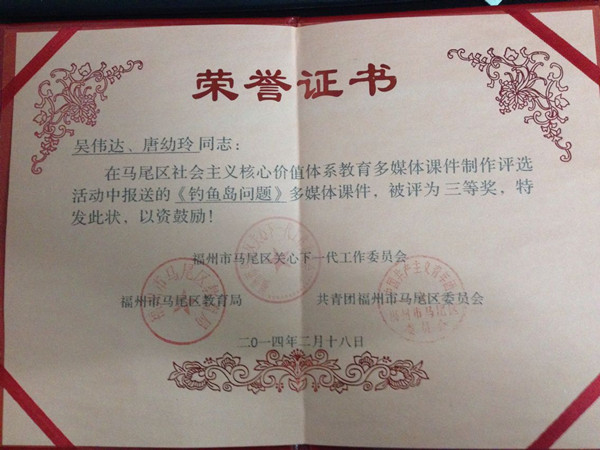 荣誉证书
吴伟达、唐幼玲同志：
在马尾区社会主义核心价值体系教育多媒体课件制作评选
活动中报送的《钓鱼岛问题》多媒体课件，被评为三等奖，特
发此状，以资鼓励！
福州市马尾区关心下一代工作委员会
福州市马尾区教育局 共青团福州市马尾区委员会
二0一四年二月十八日